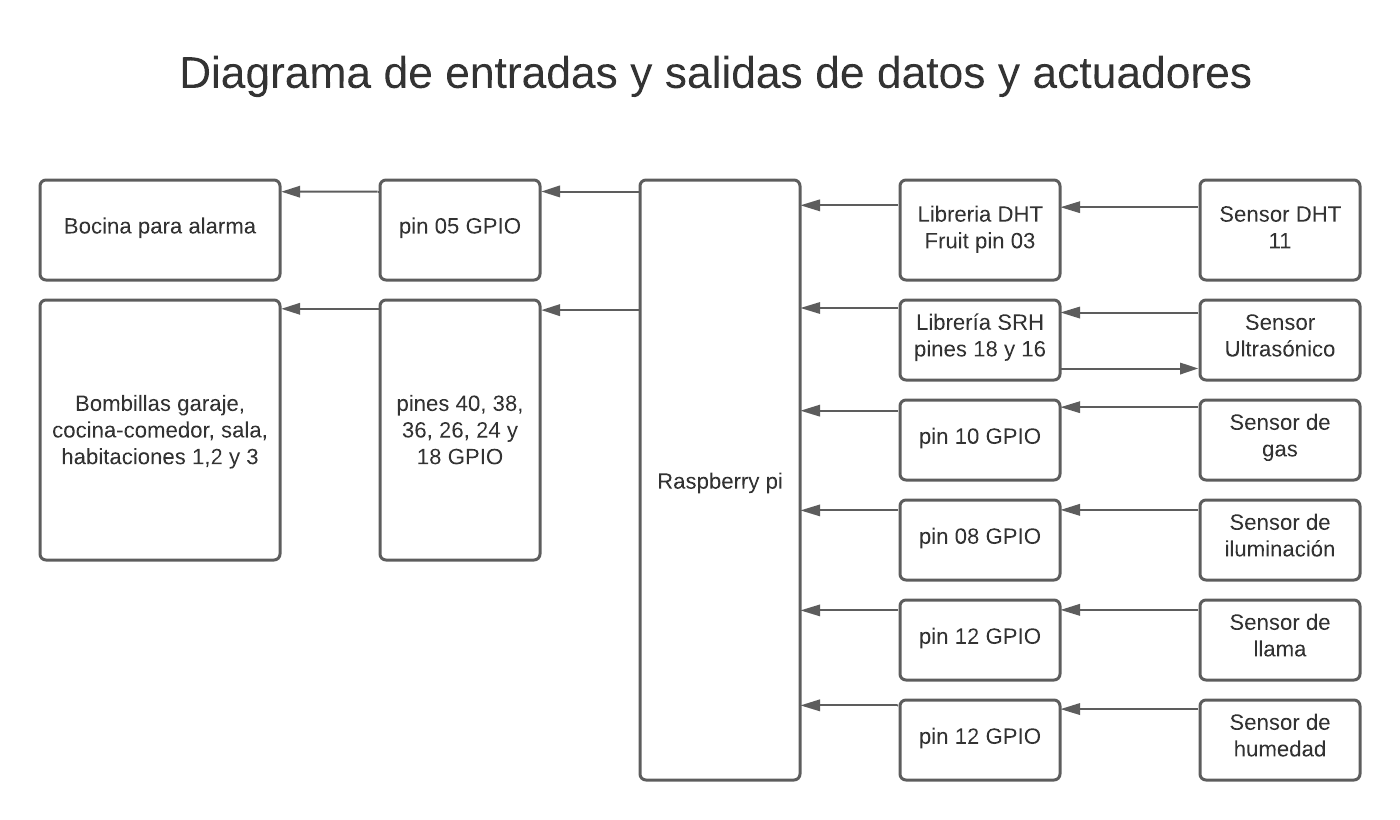 Diagrama de entradas y salidas de datos y actuadores
Bocina para alarma
pin 05 GPIO
Libreria DHT
Fruit pin 03
Sensor DHT
11
Librería SRH
pines 18 y 16
Sensor
Ultrasónico
Bombillas garaje,
cocina-comedor, sala,
habitaciones 1,2 y 3
pines 40, 38,
36, 26, 24 y
18 GPIO
Raspberry pi
pin 10 GPIO
Sensor de
gas
pin 08 GPIO
Sensor de
iluminación
pin 12 GPIO
Sensor de
llama
pin 12 GPIO
Sensor de
humedad